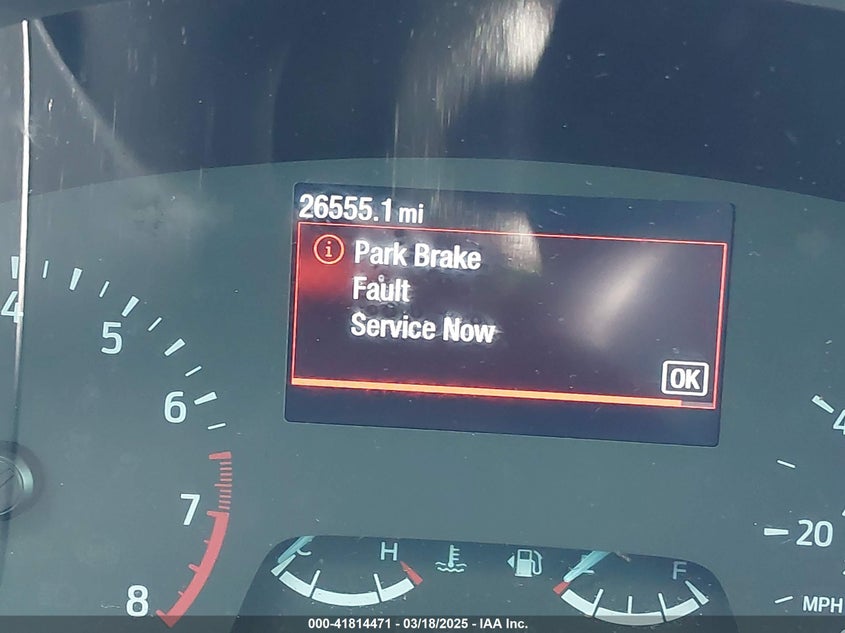 26555.1 mi
i Park Brake
Fault
Service Now
OK
4
5
6
7
8
C H
F
4
20
MPH
000-41814471 - 03/18/2025 - IAA Inc.